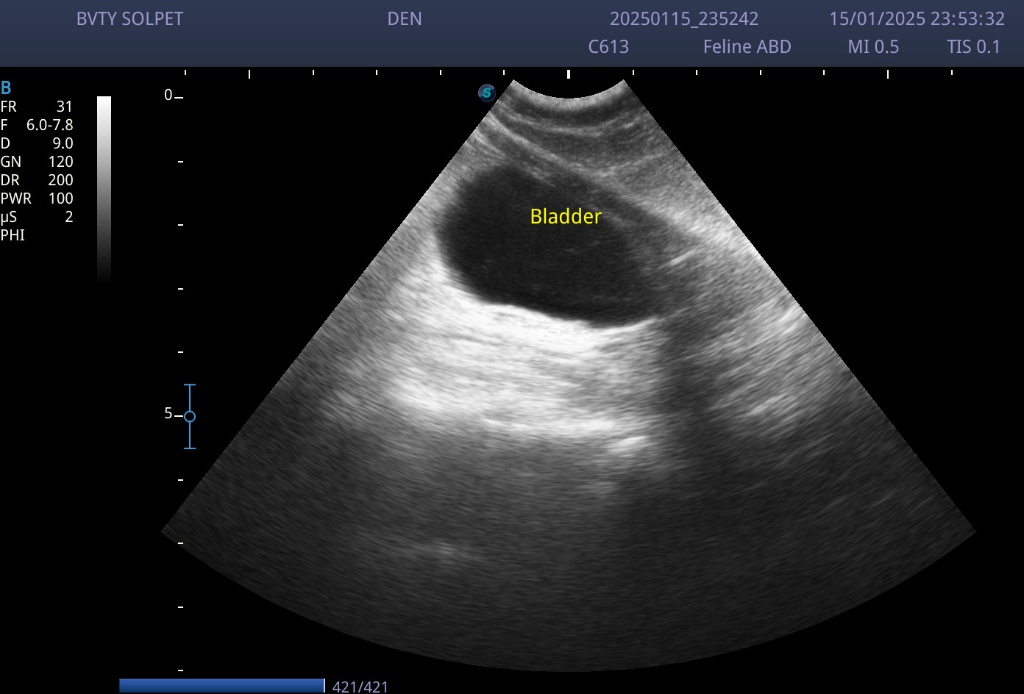 BVTY SOLPET DEN 20250115_235242 15/01/2025 23:53:32
C613 Feline ABD MI 0.5 TIS 0.1
B
FR 31
F 6.0-7.8
D 9.0
GN 120
DR 200
PWR 100
µS 2
PHI
0
S
Bladder
5
421/421